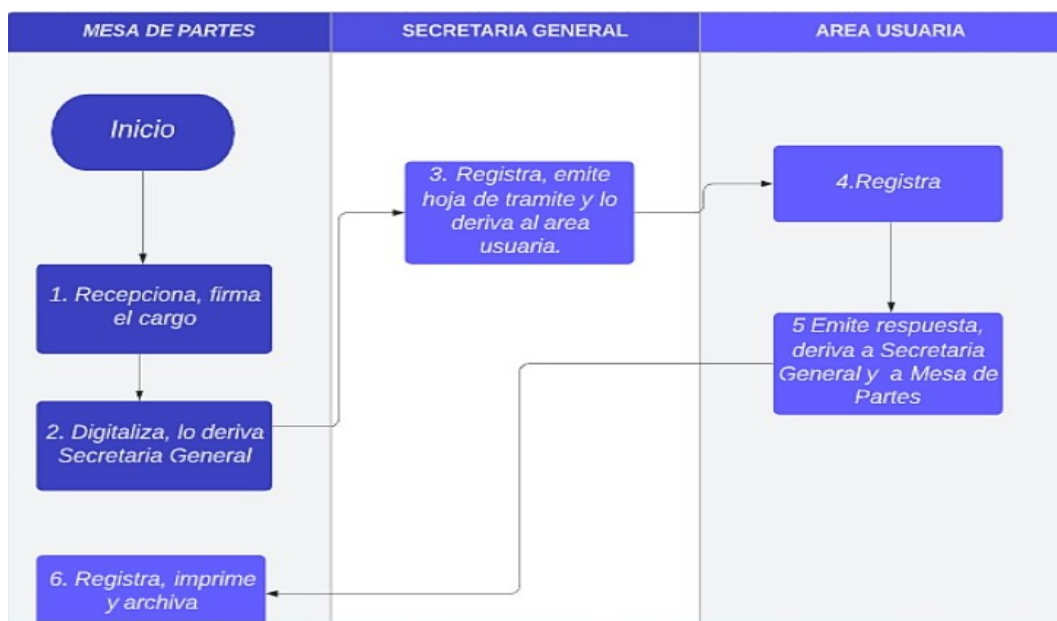 MESA DE PARTES
SECRETARIA GENERAL
AREA USUARIA
Inicio
1. Recepciona, firma
el cargo
2. Digitaliza, lo deriva
Secretaria General
3. Registra, emite
hoja de tramite y lo
deriva al area
usuaria.
4.Registra
5 Emite respuesta,
deriva a Secretaria
General y a Mesa de
Partes
6. Registra, imprime
y archiva